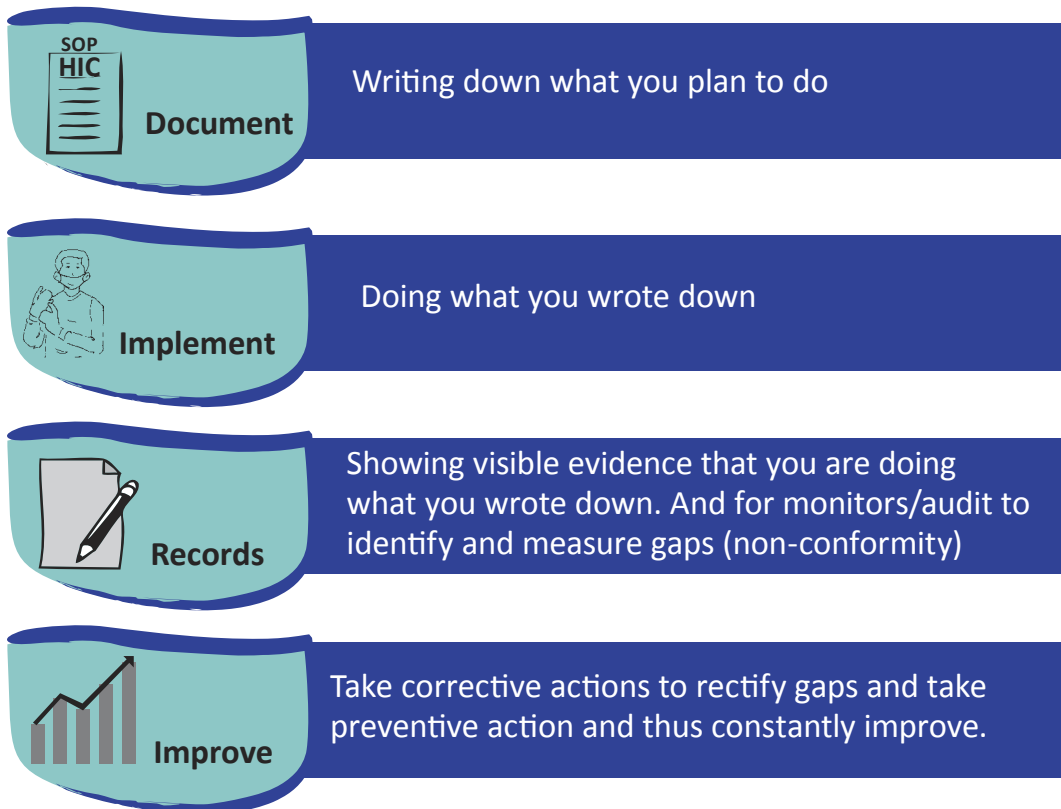 SOP
HIC
Document
Writing down what you plan to do
Implement
Doing what you wrote down
Records
Showing visible evidence that you are doing
what you wrote down. And for monitors/audit to
identify and measure gaps (non-conformity)
Improve
Take corrective actions to rectify gaps and take
preventive action and thus constantly improve.